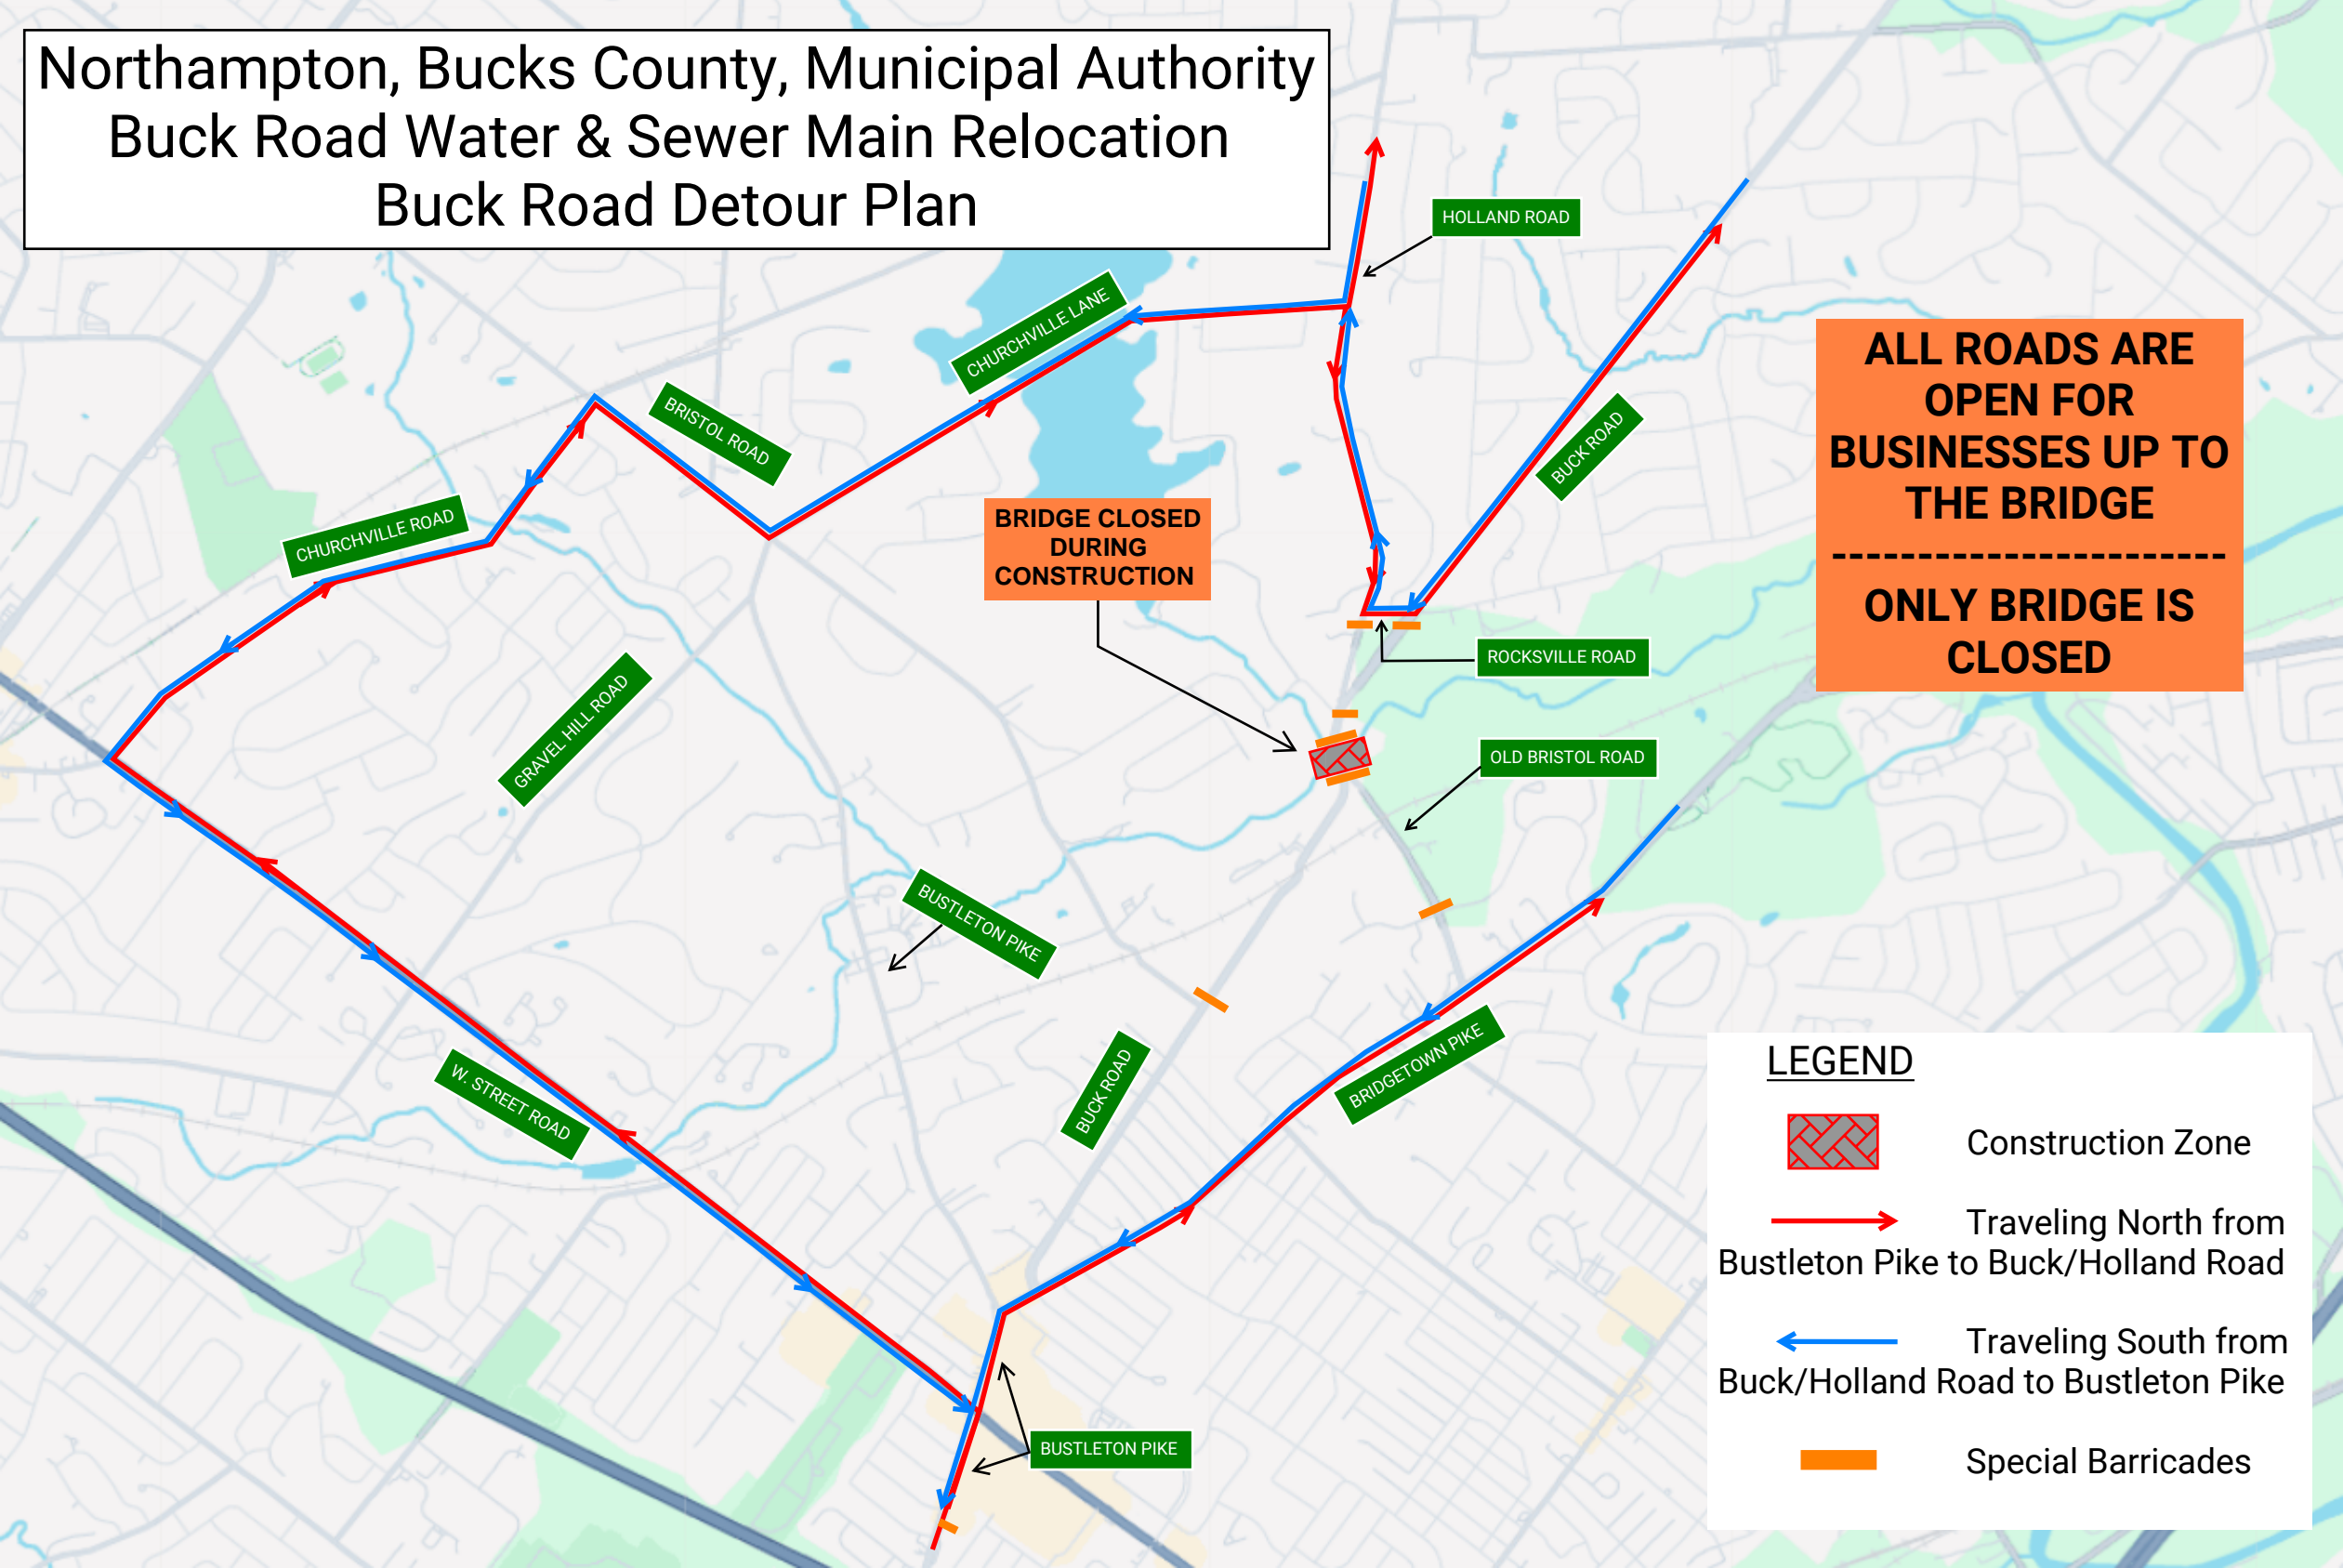 Northampton, Bucks County, Municipal Authority
Buck Road Water & Sewer Main Relocation
Buck Road Detour Plan
HOLLAND ROAD
CHURCHVILLE LANE
BRISTOL ROAD
BUCK ROAD
ALL ROADS ARE
OPEN FOR
BUSINESSES UP TO
THE BRIDGE
-----------------------
ONLY BRIDGE IS
CLOSED
CHURCHVILLE ROAD
BRIDGE CLOSED
DURING
CONSTRUCTION
ROCKSVILLE ROAD
GRAVEL HILL ROAD
OLD BRISTOL ROAD
BUSTLETON PIKE
W. STREET ROAD
BUCK ROAD
BRIDGETOWN PIKE
BUSTLETON PIKE
LEGEND
Construction Zone
Traveling North from
Bustleton Pike to Buck/Holland Road
Traveling South from
Buck/Holland Road to Bustleton Pike
Special Barricades